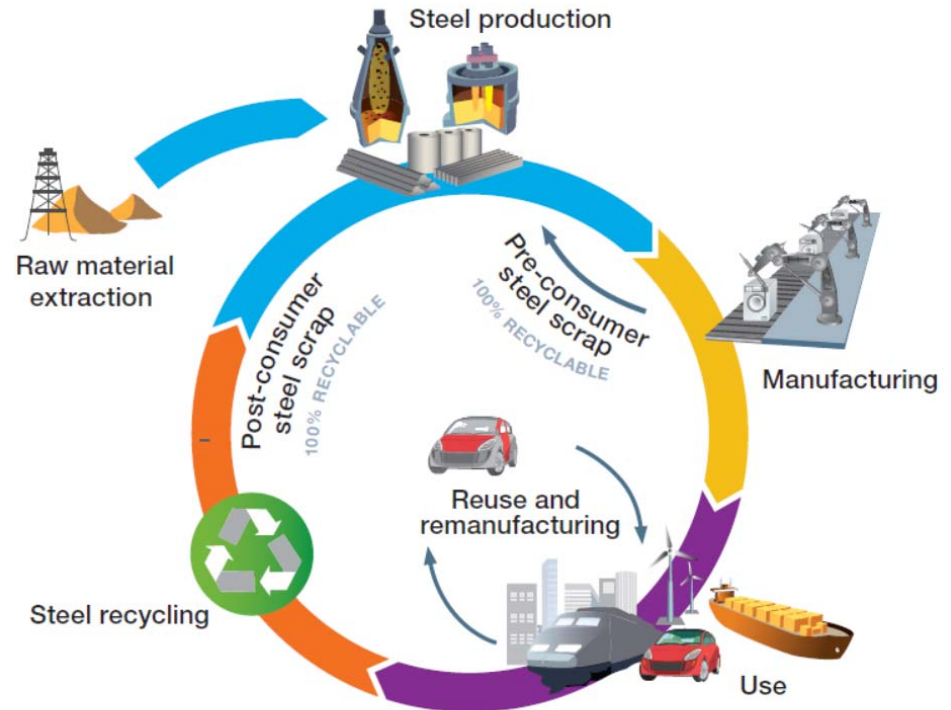 Steel production
Raw material
extraction
Pre-consumer
steel scrap
100% RECYCLABLE
Manufacturing
Post-consumer
steel scrap
100% RECYCLABLE
Reuse and
remanufacturing
Steel recycling
Use